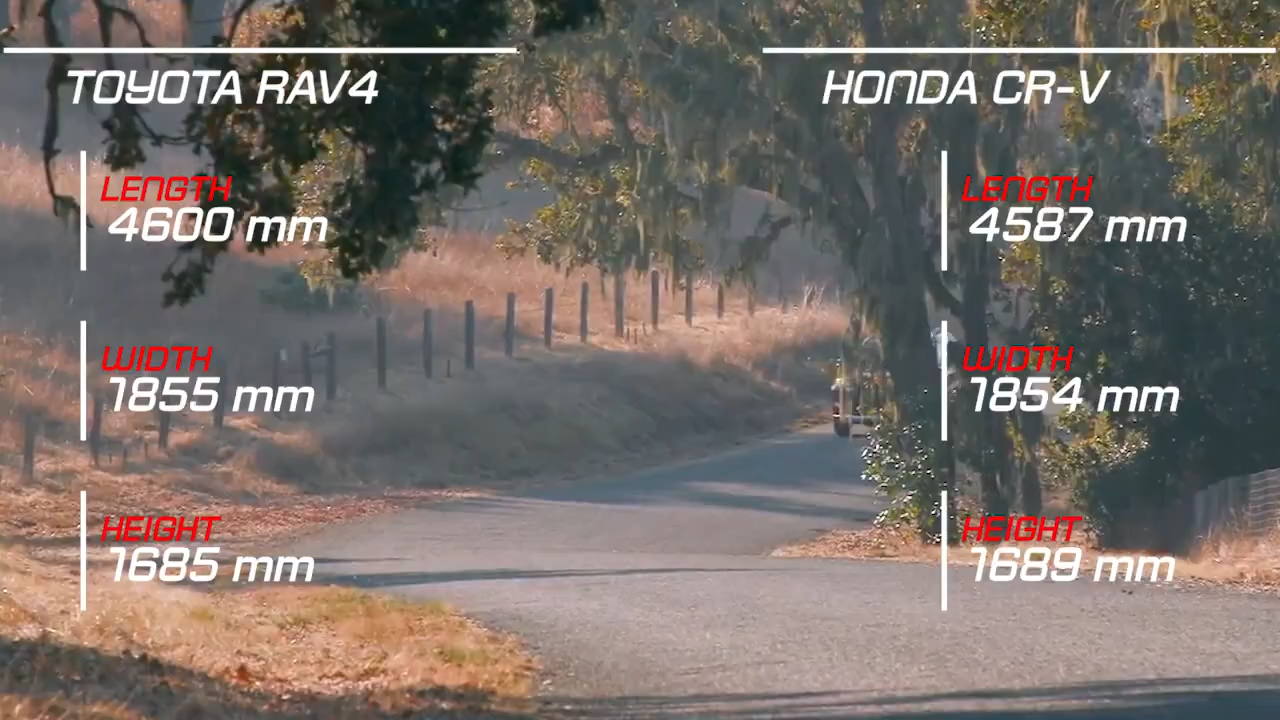 TOYOTA RAV4
LENGTH
4600 mm
WIDTH
1855 mm
HEIGHT
1685 mm
HONDA CR-V
LENGTH
4587 mm
WIDTH
1854 mm
HEIGHT
1689 mm